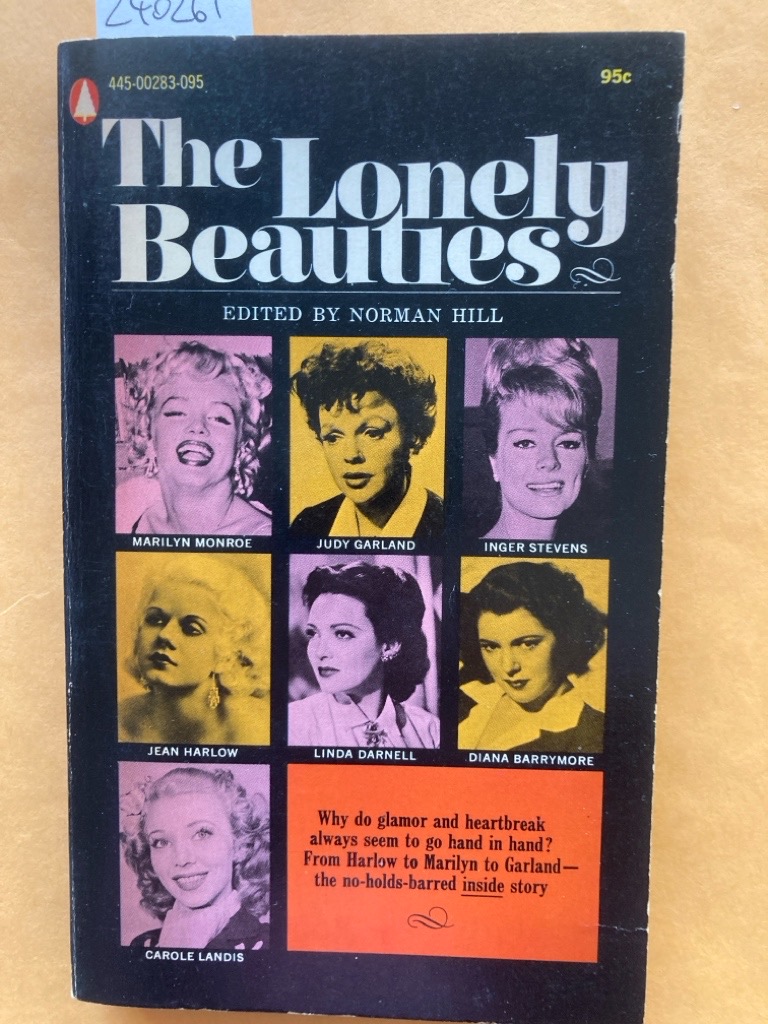 240261
445-00283-095
95c
The Lonely
Beauties
EDITED BY NORMAN HILL
MARILYN MONROE
JUDY GARLAND
INGER STEVENS
JEAN HARLOW
LINDA DARNELL
DIANA BARRYMORE
CAROLE LANDIS
Why do glamor and heartbreak
always seem to go hand in hand?
From Harlow to Marilyn to Garland—
the no-holds-barred inside story